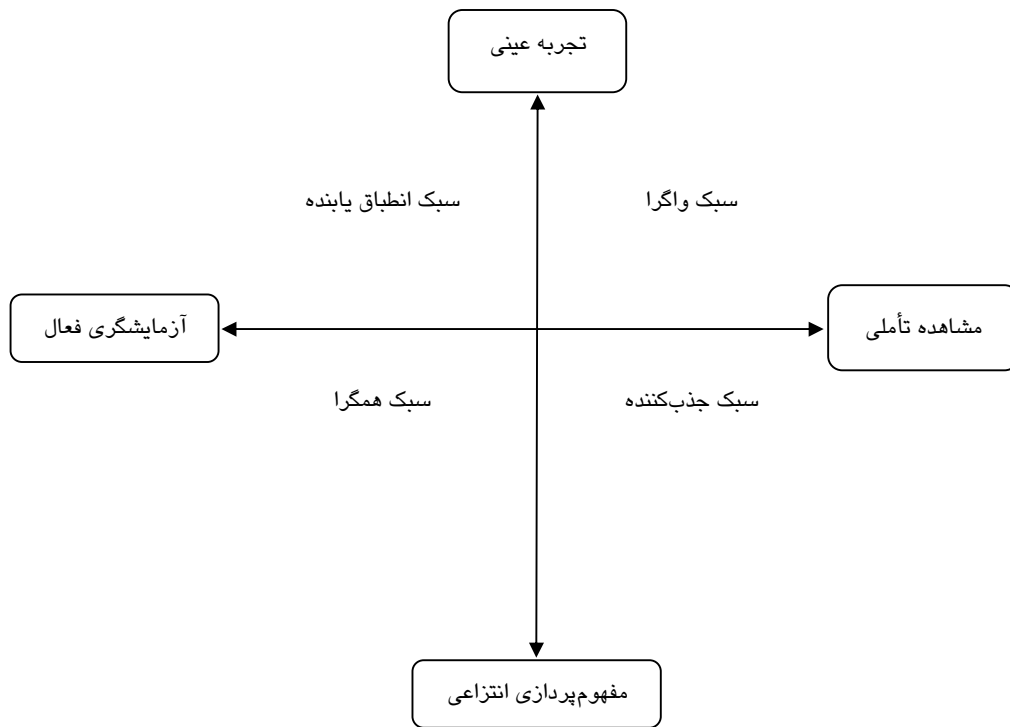 تجربه عینی
سبک انطباق یابنده
سبک واگرا
آزمایشگری فعال
مشاهده تأملی
سبک همگرا
سبک جذب‌کننده
مفهوم‌پردازی انتزاعی